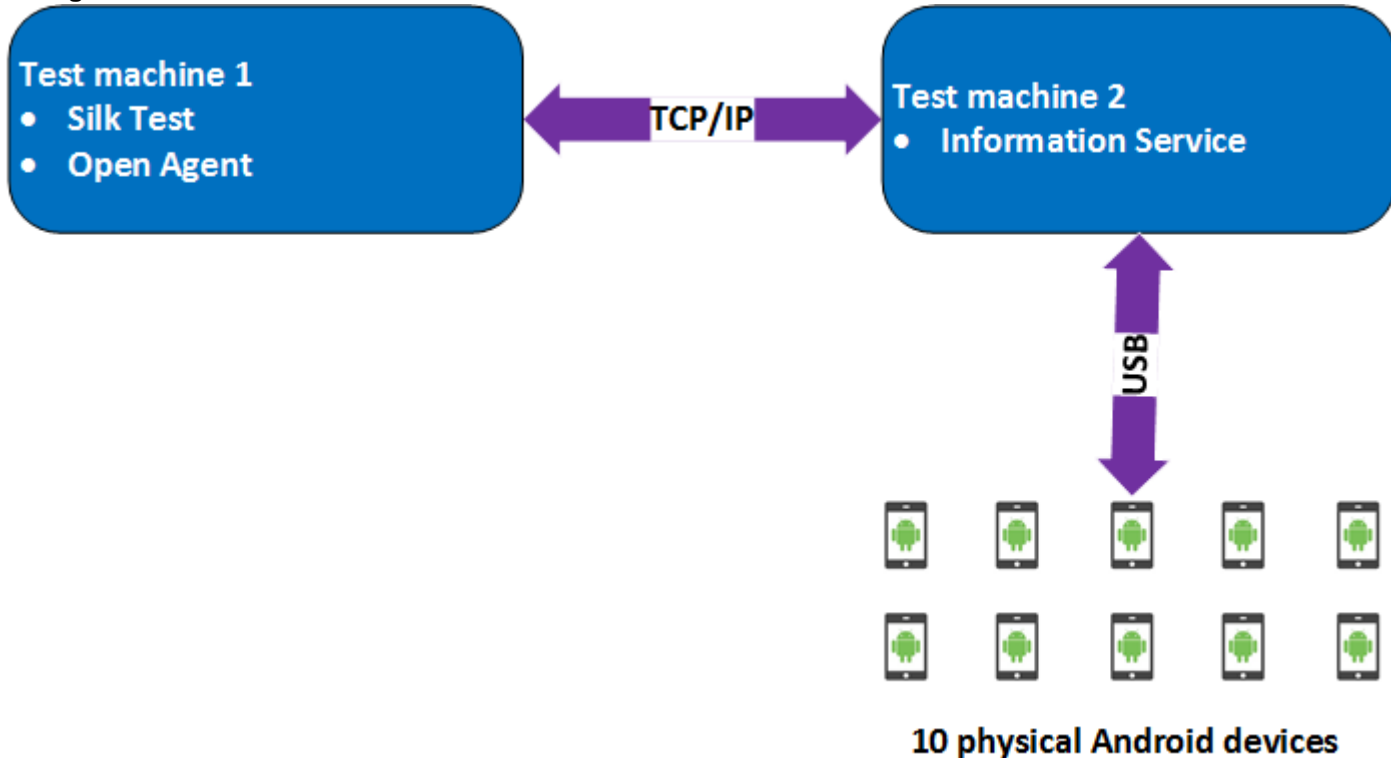 Test machine 1
• Silk Test
• Open Agent
TCP/IP
Test machine 2
• Information Service
USB
10 physical Android devices